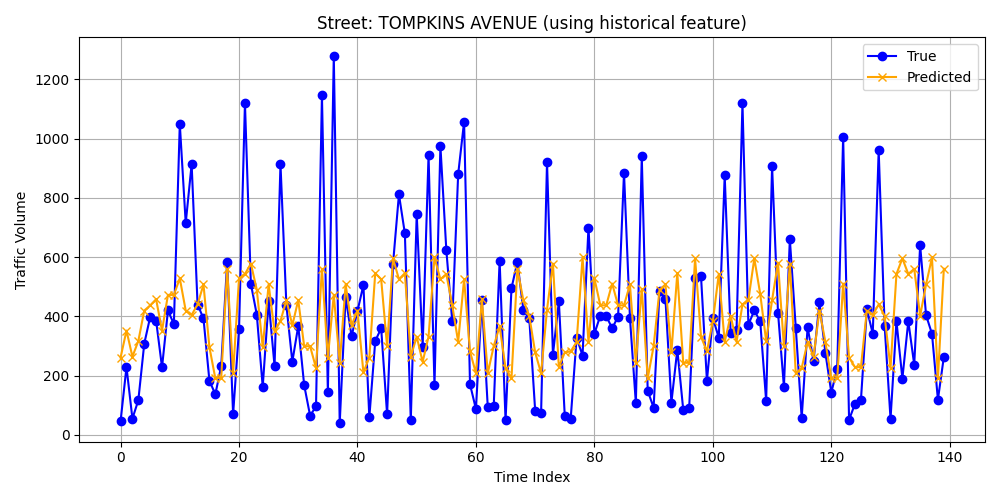 Street: TOMPKINS AVENUE (using historical feature)
True
Predicted
Traffic Volume
1200
1000
800
600
400
200
0
0 20 40 60 80 100 120 140
Time Index